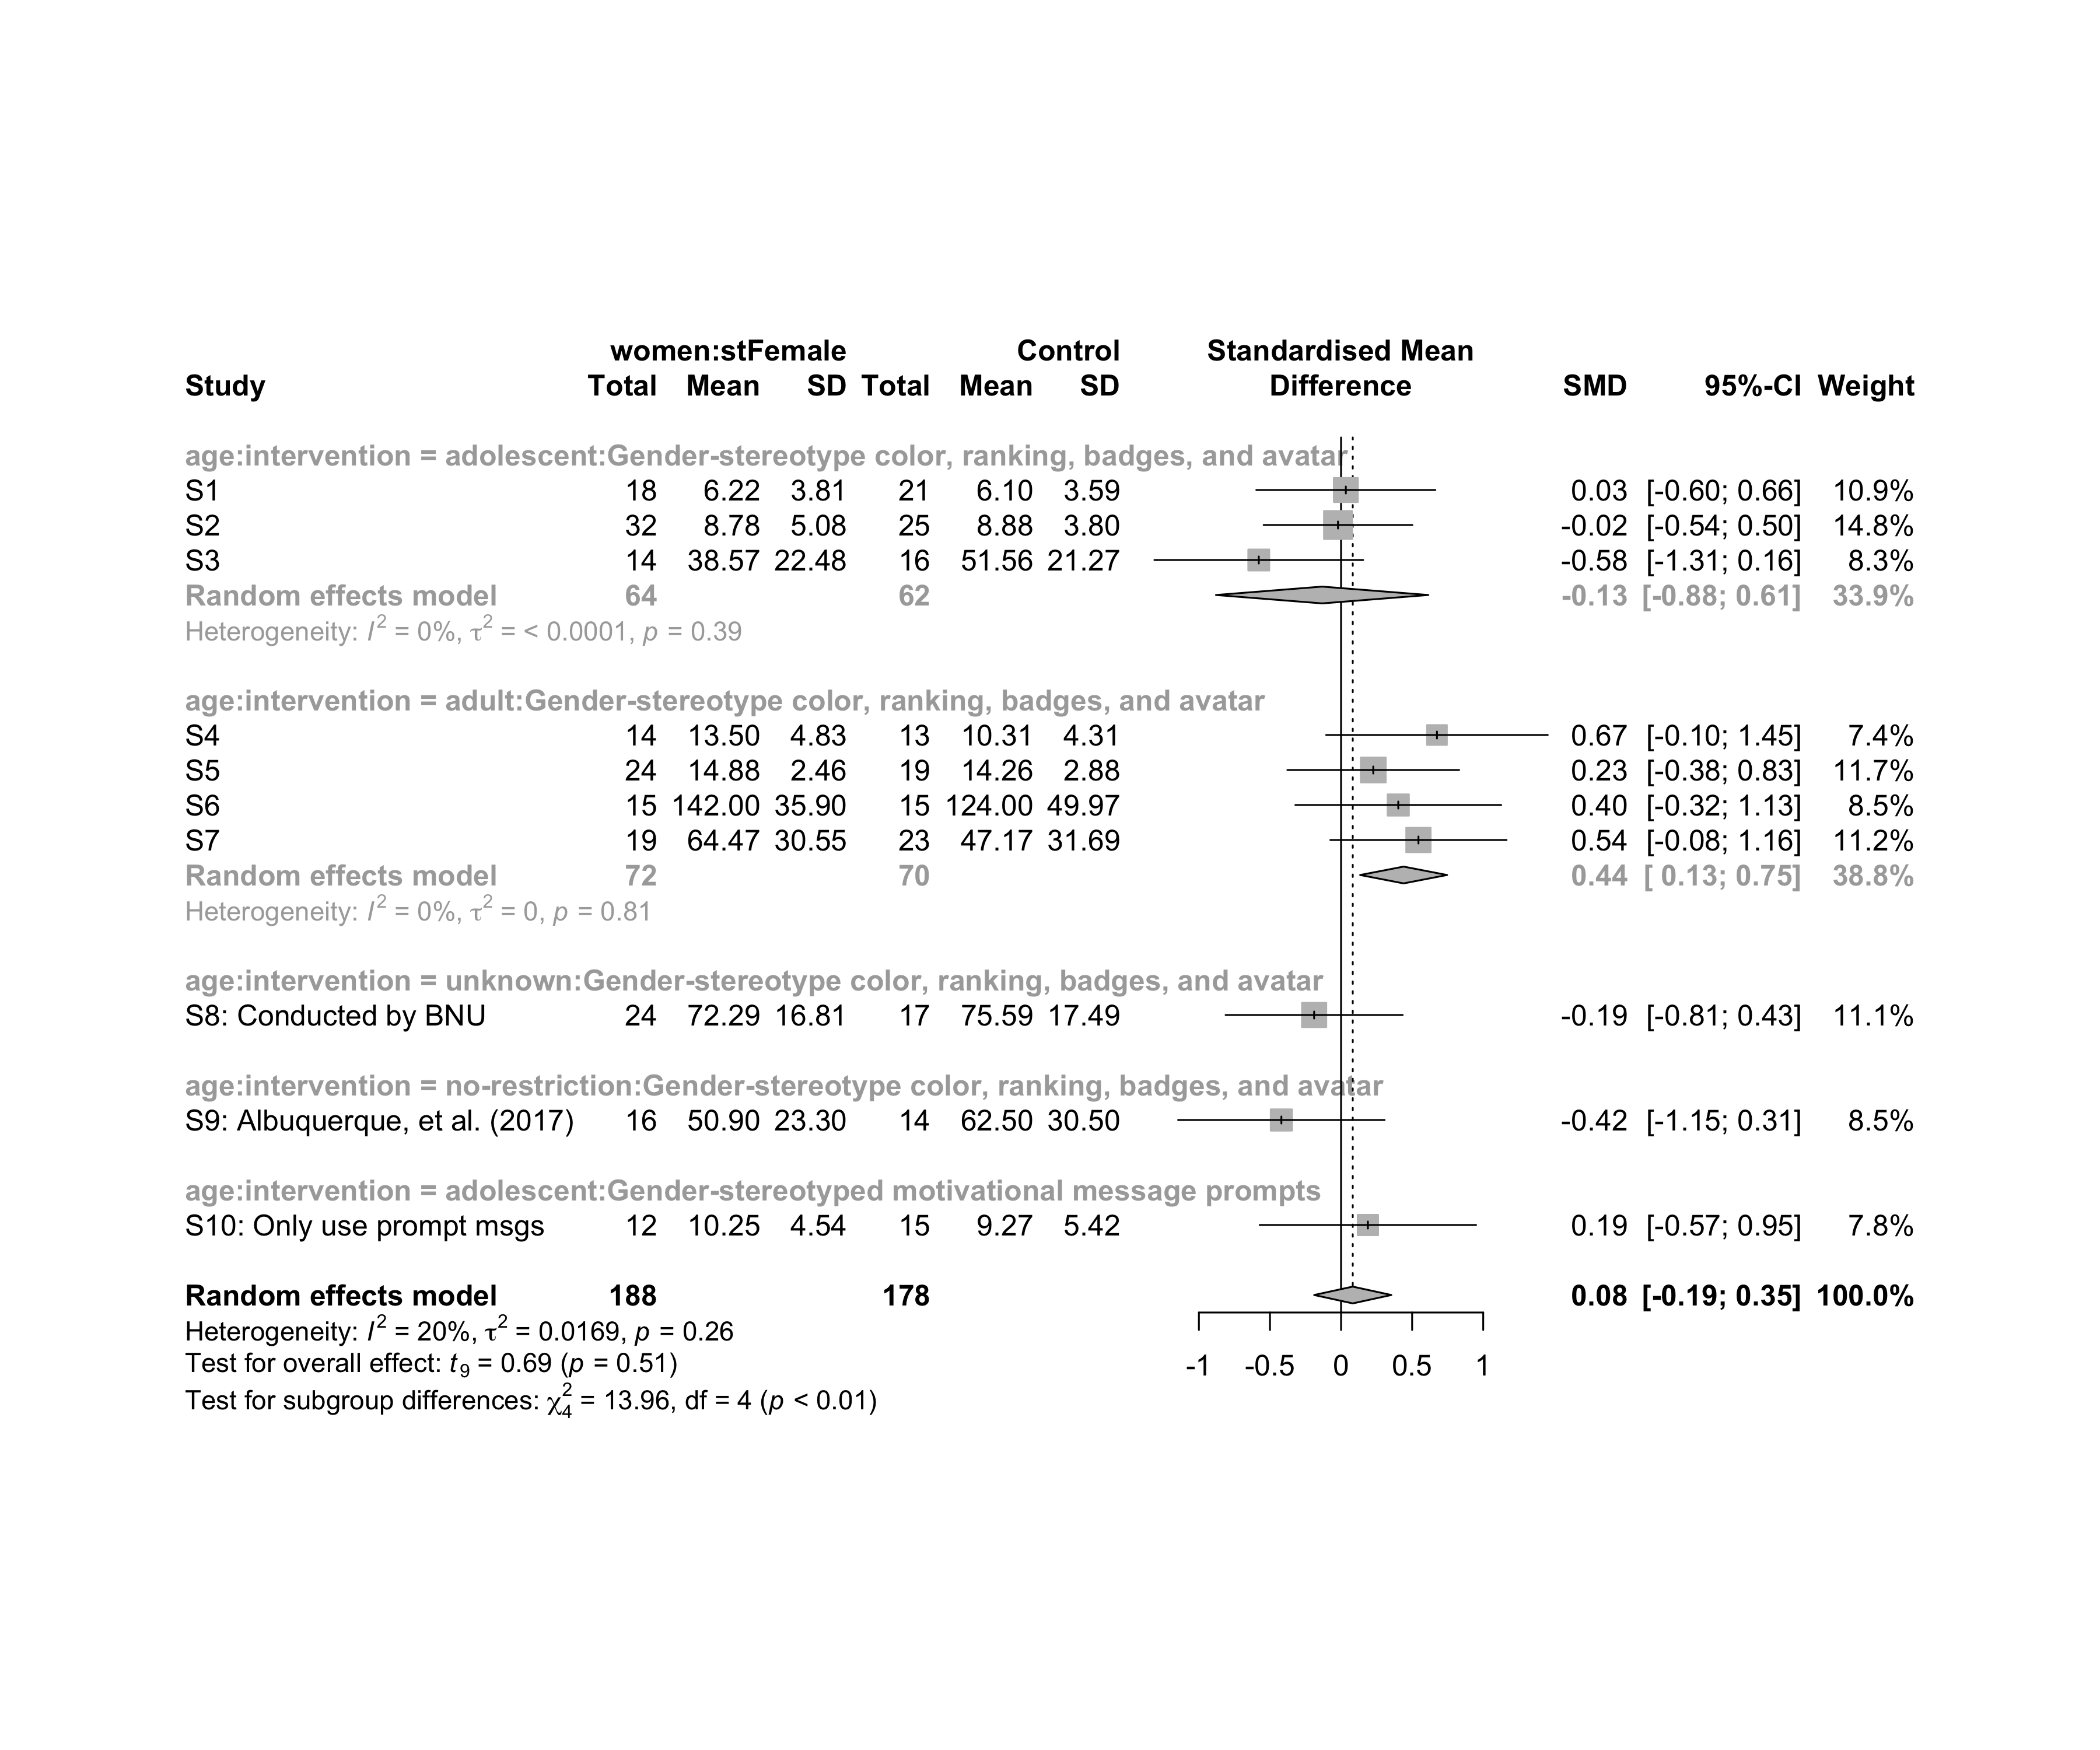 women:stFemale Control Standardised Mean
Study Total Mean SD Total Mean SD Difference SMD 95%-CI Weight
age:intervention = adolescent:Gender-stereotype color, ranking, badges, and avatar
S1 18 6.22 3.81 21 6.10 3.59 0.03 [-0.60; 0.66] 10.9%
S2 32 8.78 5.08 25 8.88 3.80 -0.02 [-0.54; 0.50] 14.8%
S3 14 38.57 22.48 16 51.56 21.27 -0.58 [-1.31; 0.16] 8.3%
Random effects model 64 62 -0.13 [-0.88; 0.61] 33.9%
Heterogeneity: I² = 0%, τ² = < 0.0001, p = 0.39
age:intervention = adult:Gender-stereotype color, ranking, badges, and avatar
S4 14 13.50 4.83 13 10.31 4.31 0.67 [-0.10; 1.45] 7.4%
S5 24 14.88 2.46 19 14.26 2.88 0.23 [-0.38; 0.83] 11.7%
S6 15 142.00 35.90 15 124.00 49.97 0.40 [-0.32; 1.13] 8.5%
S7 19 64.47 30.55 23 47.17 31.69 0.54 [-0.08; 1.16] 11.2%
Random effects model 72 70 0.44 [ 0.13; 0.75] 38.8%
Heterogeneity: I² = 0%, τ² = 0, p = 0.81
age:intervention = unknown:Gender-stereotype color, ranking, badges, and avatar
S8: Conducted by BNU 24 72.29 16.81 17 75.59 17.49 -0.19 [-0.81; 0.43] 11.1%
age:intervention = no-restriction:Gender-stereotype color, ranking, badges, and avatar
S9: Albuquerque, et al. (2017) 16 50.90 23.30 14 62.50 30.50 -0.42 [-1.15; 0.31] 8.5%
age:intervention = adolescent:Gender-stereotyped motivational message prompts
S10: Only use prompt msgs 12 10.25 4.54 15 9.27 5.42 0.19 [-0.57; 0.95] 7.8%
Random effects model 188 178 0.08 [-0.19; 0.35] 100.0%
Heterogeneity: I² = 20%, τ² = 0.0169, p = 0.26
Test for overall effect: t₉ = 0.69 (p = 0.51)
-1 -0.5 0 0.5 1
Test for subgroup differences: χ²₄ = 13.96, df = 4 (p < 0.01)